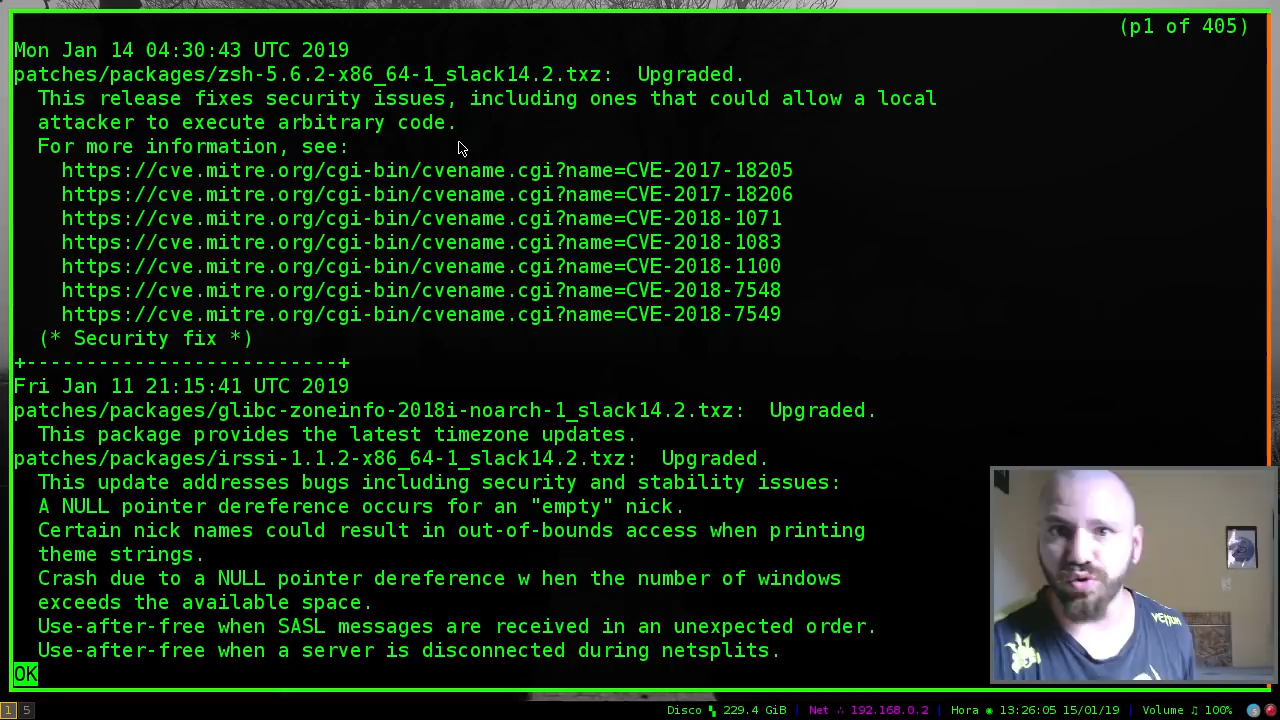 (p1 of 405)
Mon Jan 14 04:30:43 UTC 2019
patches/packages/zsh-5.6.2-x86_64-1_slack14.2.txz:  Upgraded.
This release fixes security issues, including ones that could allow a local
attacker to execute arbitrary code.
For more information, see:
https://cve.mitre.org/cgi-bin/cvename.cgi?name=CVE-2017-18205
https://cve.mitre.org/cgi-bin/cvename.cgi?name=CVE-2017-18206
https://cve.mitre.org/cgi-bin/cvename.cgi?name=CVE-2018-1071
https://cve.mitre.org/cgi-bin/cvename.cgi?name=CVE-2018-1083
https://cve.mitre.org/cgi-bin/cvename.cgi?name=CVE-2018-1100
https://cve.mitre.org/cgi-bin/cvename.cgi?name=CVE-2018-7548
https://cve.mitre.org/cgi-bin/cvename.cgi?name=CVE-2018-7549
(* Security fix *)
+--------------------------+
Fri Jan 11 21:15:41 UTC 2019
patches/packages/glibc-zoneinfo-2018i-noarch-1_slack14.2.txz:  Upgraded.
This package provides the latest timezone updates.
patches/packages/irssi-1.1.2-x86_64-1_slack14.2.txz:  Upgraded.
This update addresses bugs including security and stability issues:
A NULL pointer dereference occurs for an "empty" nick.
Certain nick names could result in out-of-bounds access when printing
theme strings.
Crash due to a NULL pointer dereference w hen the number of windows
exceeds the available space.
Use-after-free when SASL messages are received in an unexpected order.
Use-after-free when a server is disconnected during netsplits.
OK
venum
1 5 Disco 229.4 GiB | Net ∴ 192.168.0.2 | Hora ◉ 13:26:05 15/01/19 | Volume ♫ 100%